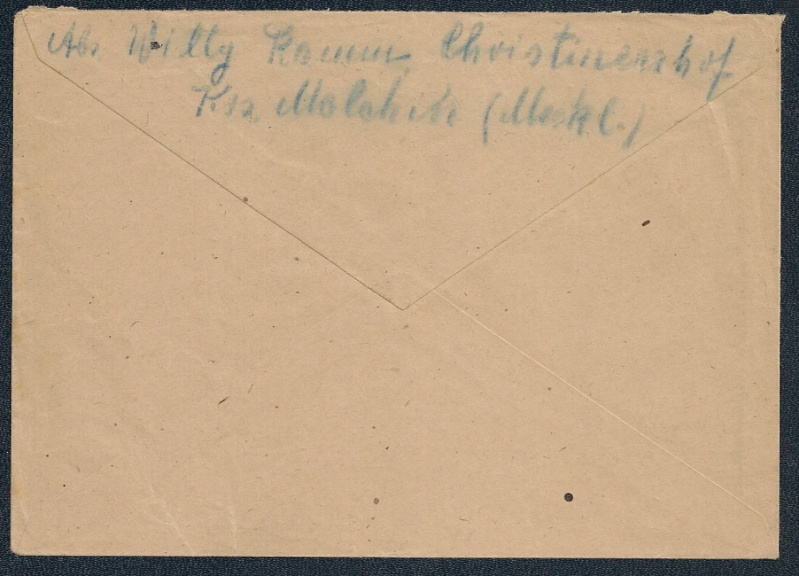 Abs Willy Ramm, Christinenhof
Krs Malchin (Meckl.)